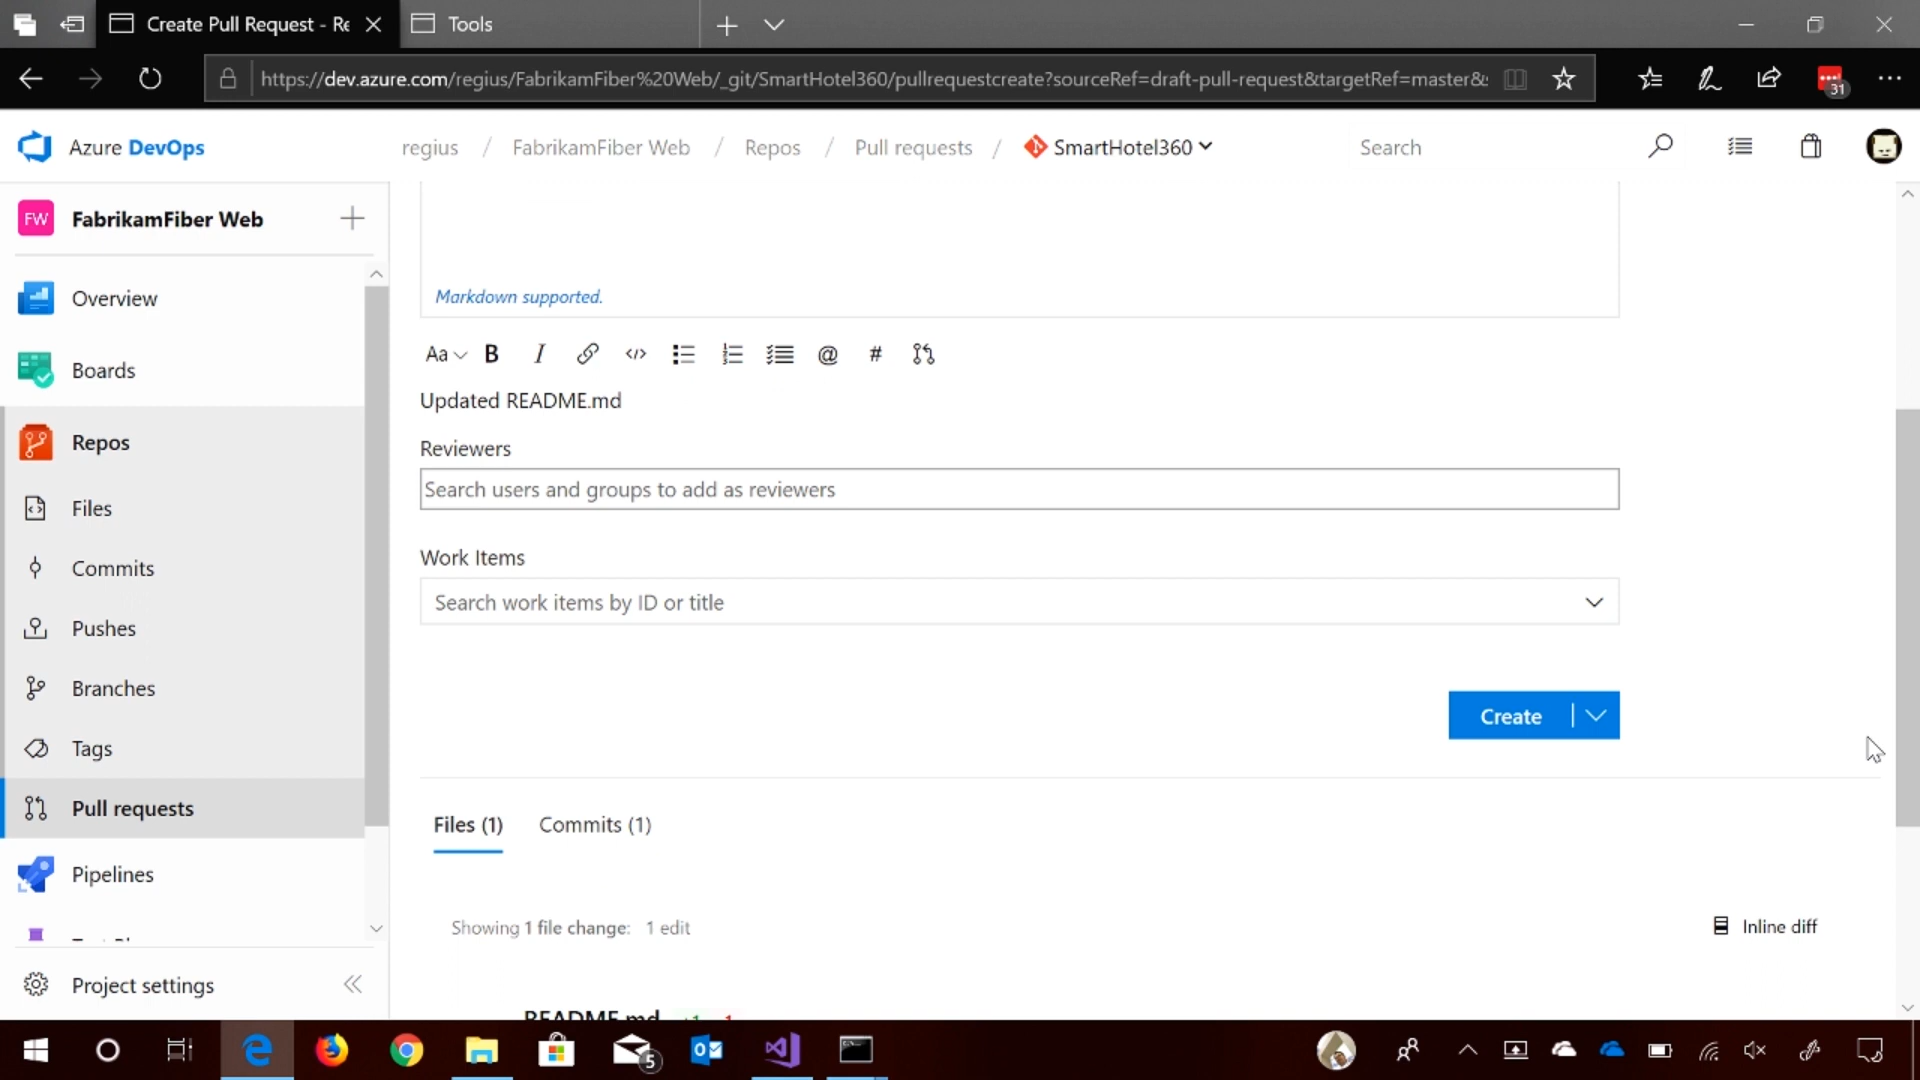 Create Pull Request - Re
Tools
https://dev.azure.com/regius/FabrikamFiber%20Web/_git/SmartHotel360/pullrequestcreate?sourceRef=draft-pull-request&targetRef=master&
31
Azure DevOps
regius / FabrikamFiber Web / Repos / Pull requests / SmartHotel360
Search
FW
FabrikamFiber Web
Overview
Boards
Repos
Files
Commits
Pushes
Branches
Tags
Pull requests
Pipelines
Project settings
Markdown supported.
Aa B I </> @ #
Updated README.md
Reviewers
Search users and groups to add as reviewers
Work Items
Search work items by ID or title
Create
Files (1)
Commits (1)
Showing 1 file change: 1 edit
Inline diff
README.md +1 -1
5